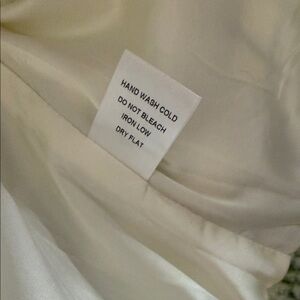 HAND WASH COLD
DO NOT BLEACH
IRON LOW
DRY FLAT